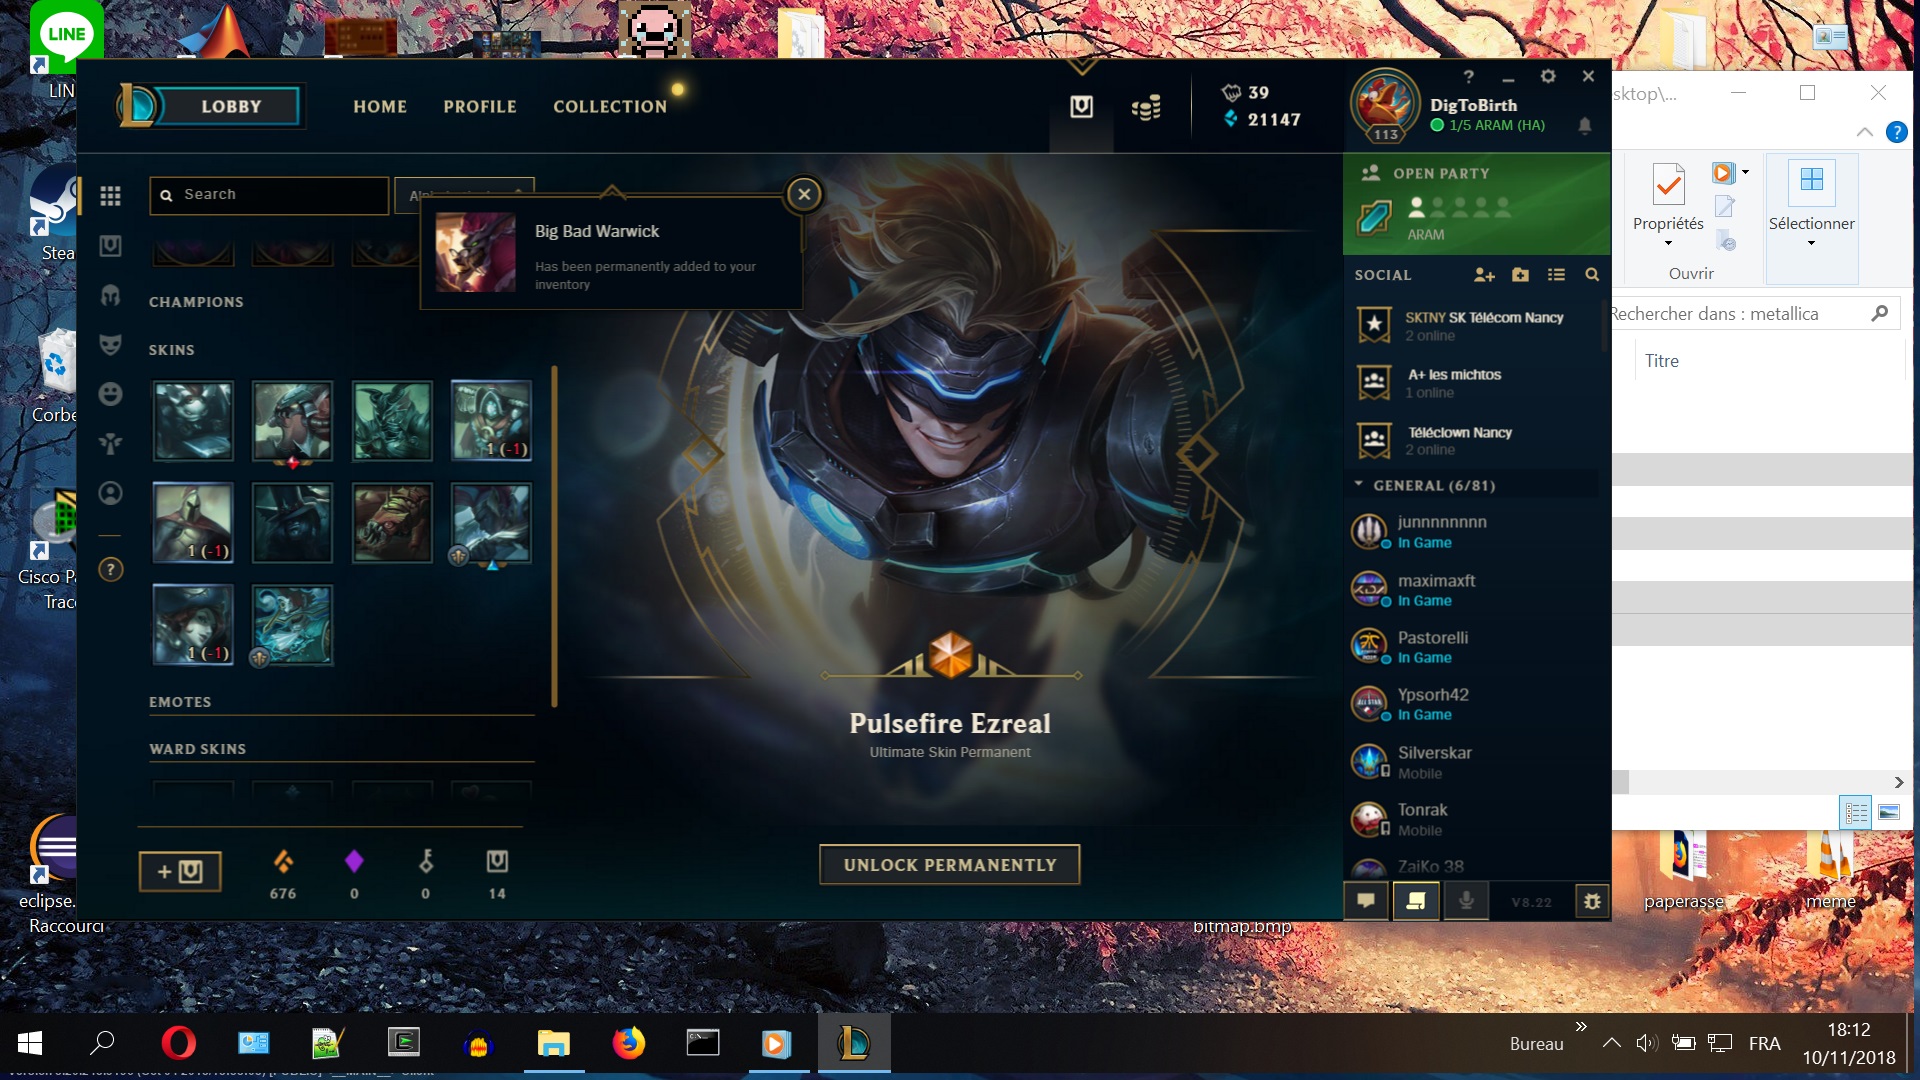 LINE
LIN
Stea
Corbe
Cisco Pa
Trac
eclipse.
Raccourci
LOBBY
HOME
PROFILE
COLLECTION
39
21147
113
DigToBirth
1/5 ARAM (HA)
Search
Big Bad Warwick
Has been permanently added to your
inventory
CHAMPIONS
SKINS
1 (-1)
1 (-1)
1 (-1)
EMOTES
WARD SKINS
676
0
0
14
Pulsefire Ezreal
Ultimate Skin Permanent
UNLOCK PERMANENTLY
OPEN PARTY
ARAM
SOCIAL
SKTNY SK Télécom Nancy
2 online
A+ les michtos
1 online
Téléclown Nancy
2 online
GENERAL (6/81)
junnnnnnnn
In Game
maximaxft
In Game
Pastorelli
In Game
Ypsorh42
In Game
Silverskar
Mobile
Tonrak
Mobile
ZaiKo 38
V8.22
sktop\...
Propriétés
Sélectionner
Ouvrir
Rechercher dans : metallica
Titre
bitmap.bmp
paperasse
meme
Bureau
FRA
18:12
10/11/2018